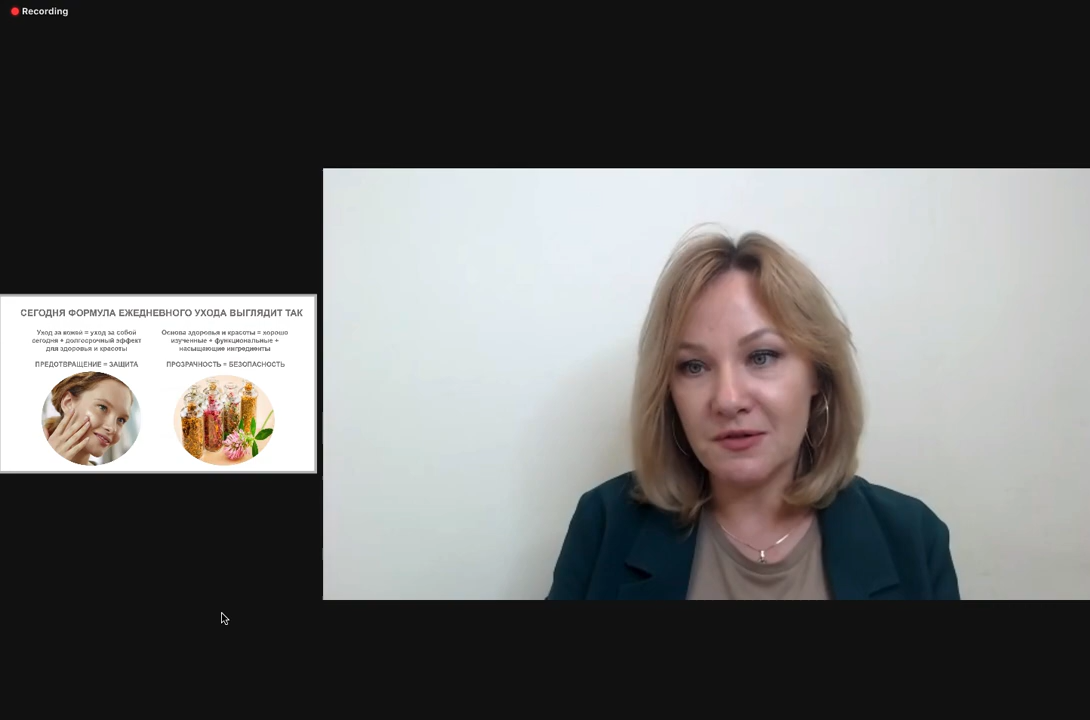 Recording
СЕГОДНЯ ФОРМУЛА ЕЖЕДНЕВНОГО УХОДА ВЫГЛЯДИТ ТАК
Уход за кожей = уход за собой
сегодня + долгосрочный эффект
для здоровья и красоты
ПРЕДОТВРАЩЕНИЕ = ЗАЩИТА
Основа здоровья и красоты = хорошо
изученные + функциональные +
насыщающие ингредиенты
ПРОЗРАЧНОСТЬ = БЕЗОПАСНОСТЬ